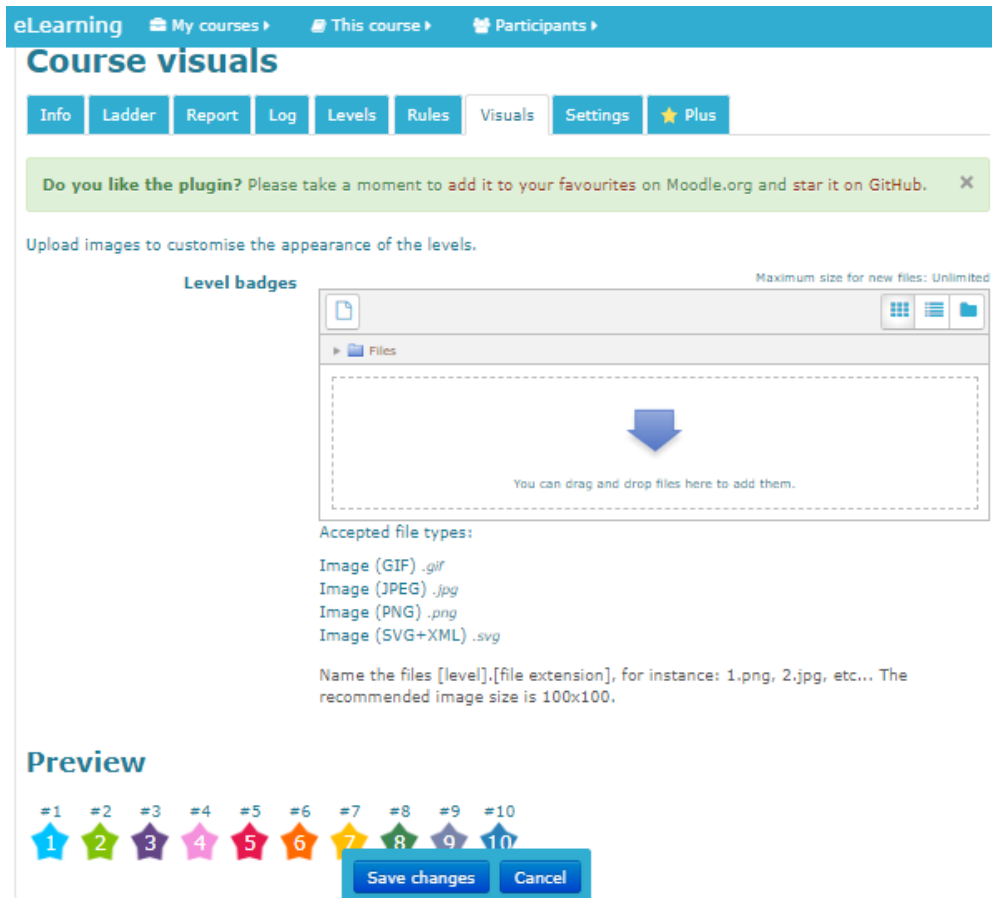 eLearning My courses This course Participants
Course visuals
Info Ladder Report Log Levels Rules Visuals Settings Plus
Do you like the plugin? Please take a moment to add it to your favourites on Moodle.org and star it on GitHub. ×
Upload images to customise the appearance of the levels.
Level badges
Maximum size for new files: Unlimited
Files
You can drag and drop files here to add them.
Accepted file types:
Image (GIF) .gif
Image (JPEG) .jpg
Image (PNG) .png
Image (SVG+XML) .svg
Name the files [level].[file extension], for instance: 1.png, 2.jpg, etc... The
recommended image size is 100x100.
Preview
#1 #2 #3 #4 #5 #6 #7 #8 #9 #10
1 2 3 4 5 6 7 8 9 10
Save changes Cancel